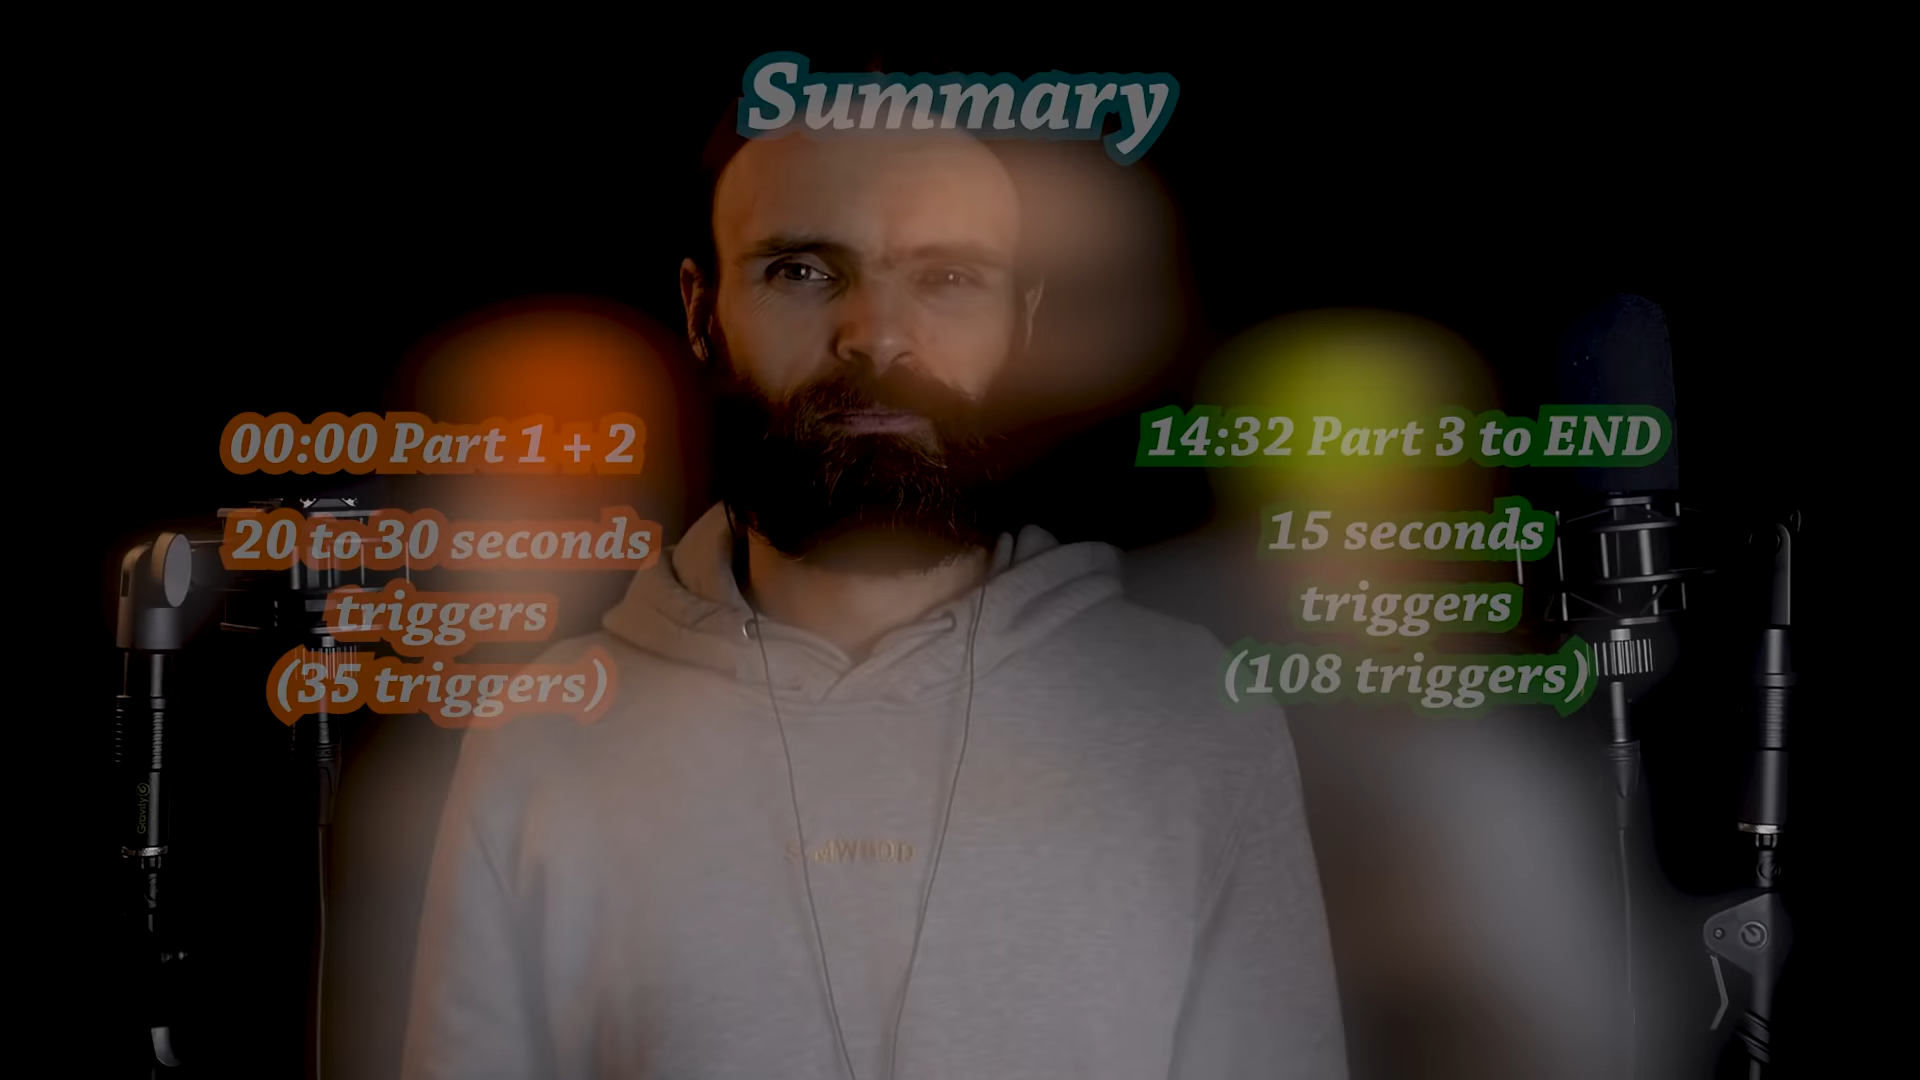 Summary
00:00 Part 1 + 2
20 to 30 seconds
triggers
(35 triggers)
14:32 Part 3 to END
15 seconds
triggers
(108 triggers)
Gravity